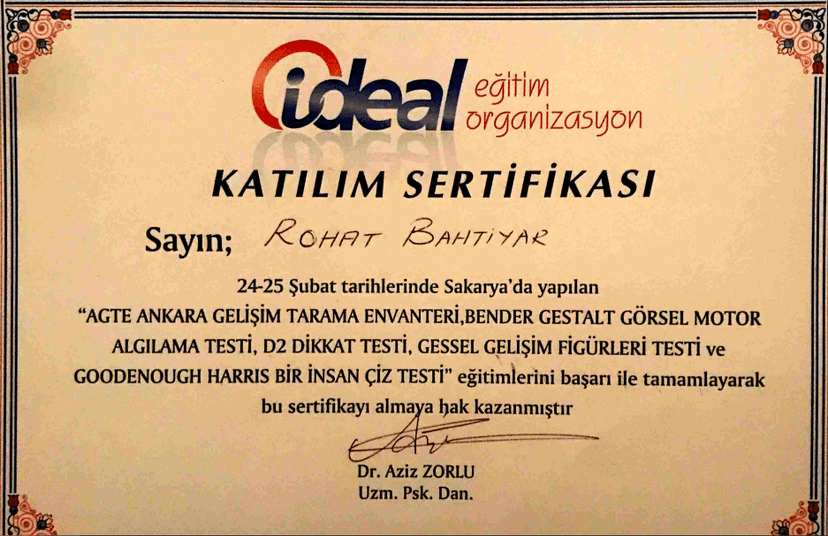 ideal eğitim
organizasyon
KATILIM SERTİFİKASI
Sayın; ROHAT BAHTİYAR
24-25 Şubat tarihlerinde Sakarya'da yapılan
“AGTE ANKARA GELİŞİM TARAMA ENVANTERİ,BENDER GESTALT GÖRSEL MOTOR
ALGILAMA TESTİ, D2 DİKKAT TESTİ, GESSEL GELİŞİM FİGÜRLERİ TESTİ ve
GOODENOUGH HARRIS BİR İNSAN ÇİZ TESTİ” eğitimlerini başarı ile tamamlayarak
bu sertifikayı almaya hak kazanmıştır
Dr. Aziz ZORLU
Uzm. Psk. Dan.